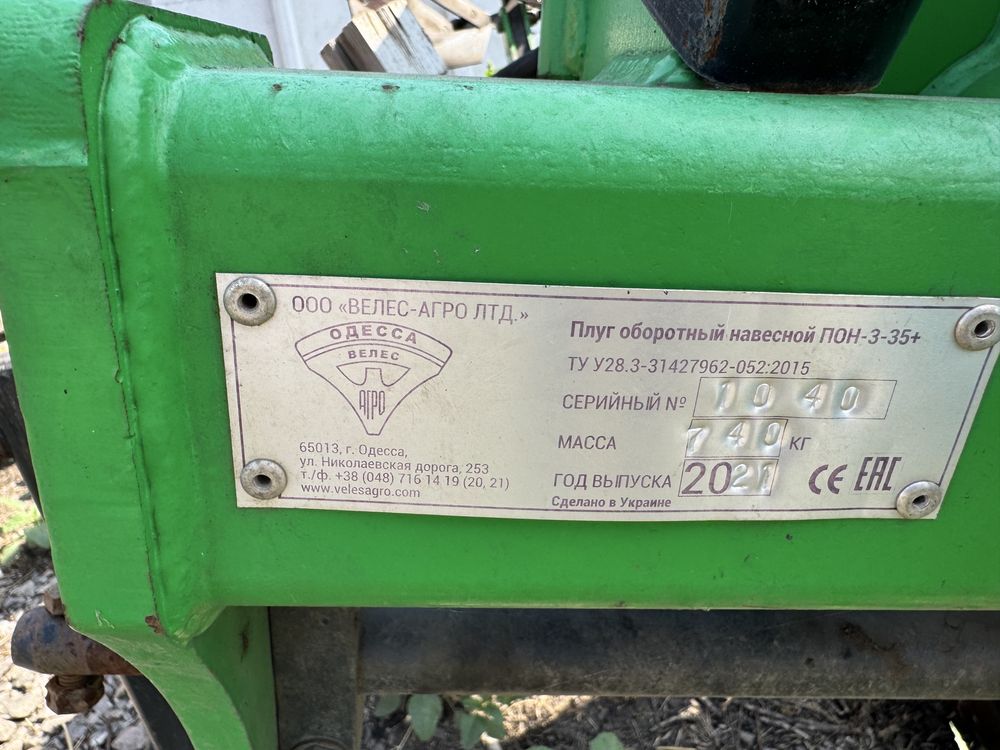 ООО «ВЕЛЕС-АГРО ЛТД.»
ОДЕССА
ВЕЛЕС
АГРО
65013, г. Одесса,
ул. Николаевская дорога, 253
т./ф. +38 (048) 716 14 19 (20, 21)
www.velesagro.com
Плуг оборотный навесной ПОН-3-35+
ТУ У28.3-31427962-052:2015
СЕРИЙНЫЙ № 1040
МАССА 740 КГ
ГОД ВЫПУСКА 2021
Сделано в Украине
CE EAC